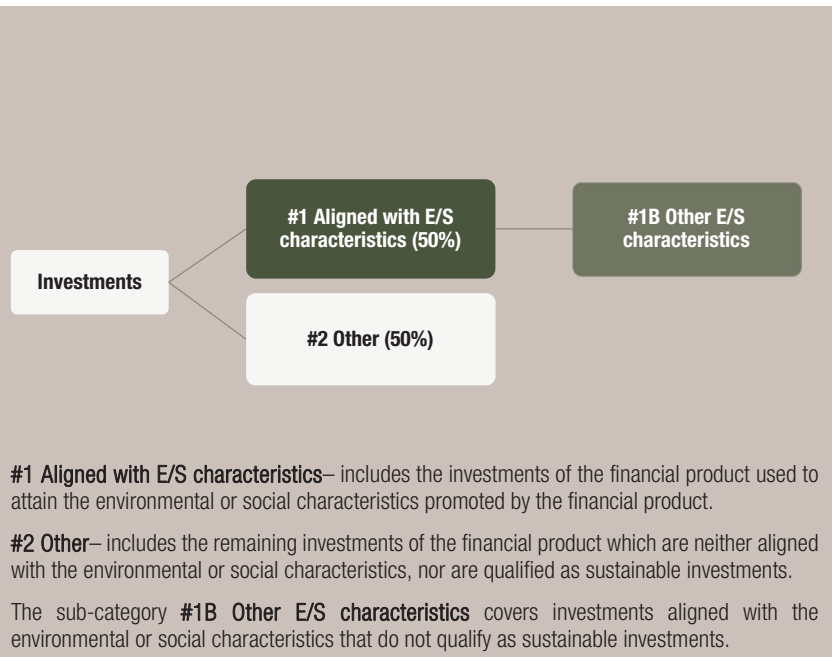 #1 Aligned with E/S
characteristics (50%)
#1B Other E/S
characteristics
Investments
#2 Other (50%)
#1 Aligned with E/S characteristics– includes the investments of the financial product used to
attain the environmental or social characteristics promoted by the financial product.
#2 Other– includes the remaining investments of the financial product which are neither aligned
with the environmental or social characteristics, nor are qualified as sustainable investments.
The sub-category #1B Other E/S characteristics covers investments aligned with the
environmental or social characteristics that do not qualify as sustainable investments.